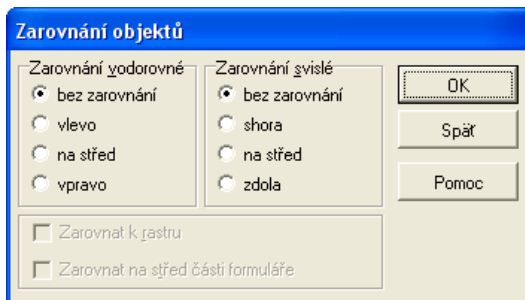 Zarovnání objektů
Zarovnání vodorovné
bez zarovnání
vlevo
na střed
vpravo
Zarovnání svislé
bez zarovnání
shora
na střed
zdola
OK
Späť
Pomoc
Zarovnat k rastru
Zarovnat na střed části formuláře